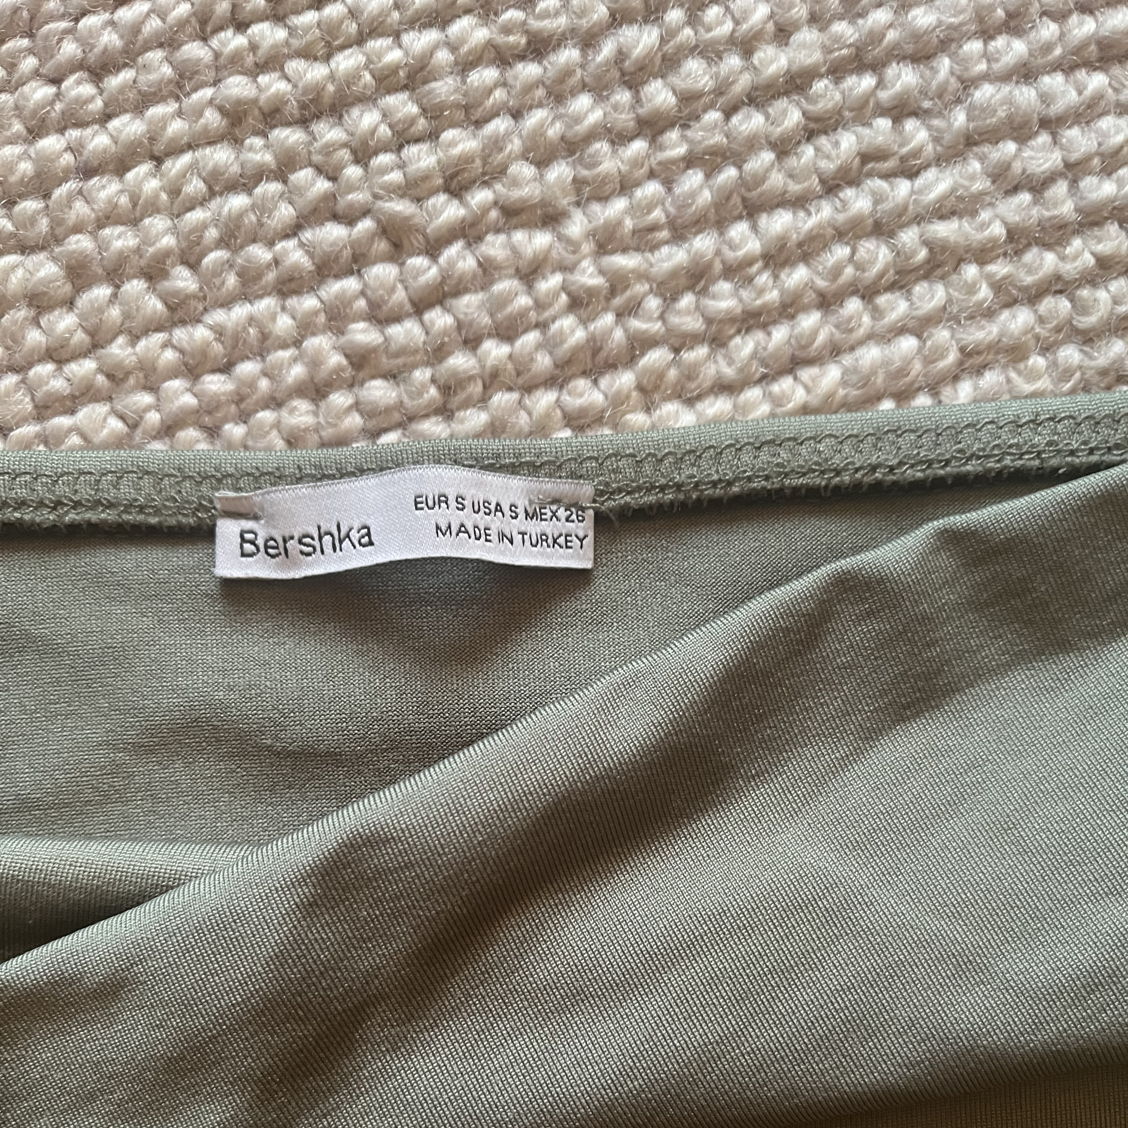 Bershka
EUR S USA S MEX 26
MADE IN TURKEY